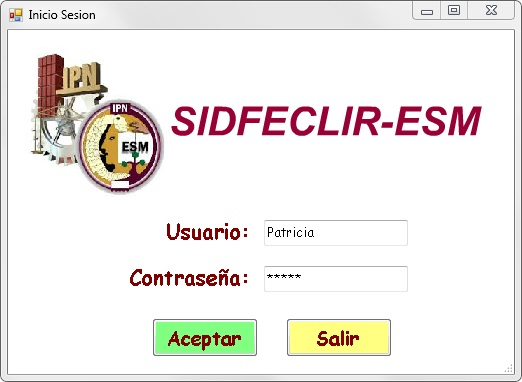 Inicio Sesion
IPN
IPN
ESM
SIDFECLIR-ESM
Usuario: Patricia
Contraseña: *****
Aceptar Salir